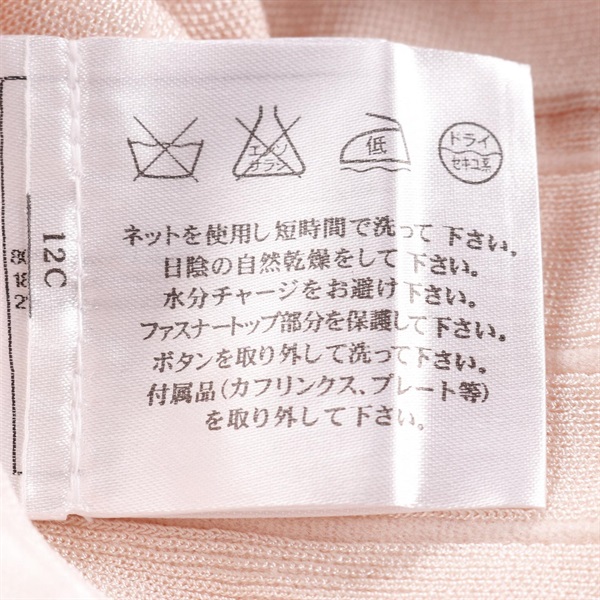 エンソ
サラシ
低
ドライ
セキユ系
ネットを使用し短時間で洗って下さい。
日陰の自然乾燥をして下さい。
水分チャージをお避け下さい。
ファスナートップ部分を保護して下さい。
ボタンを取り外して洗って下さい。
付属品(カフリンクス、プレート等)
を取り外して下さい。
12C